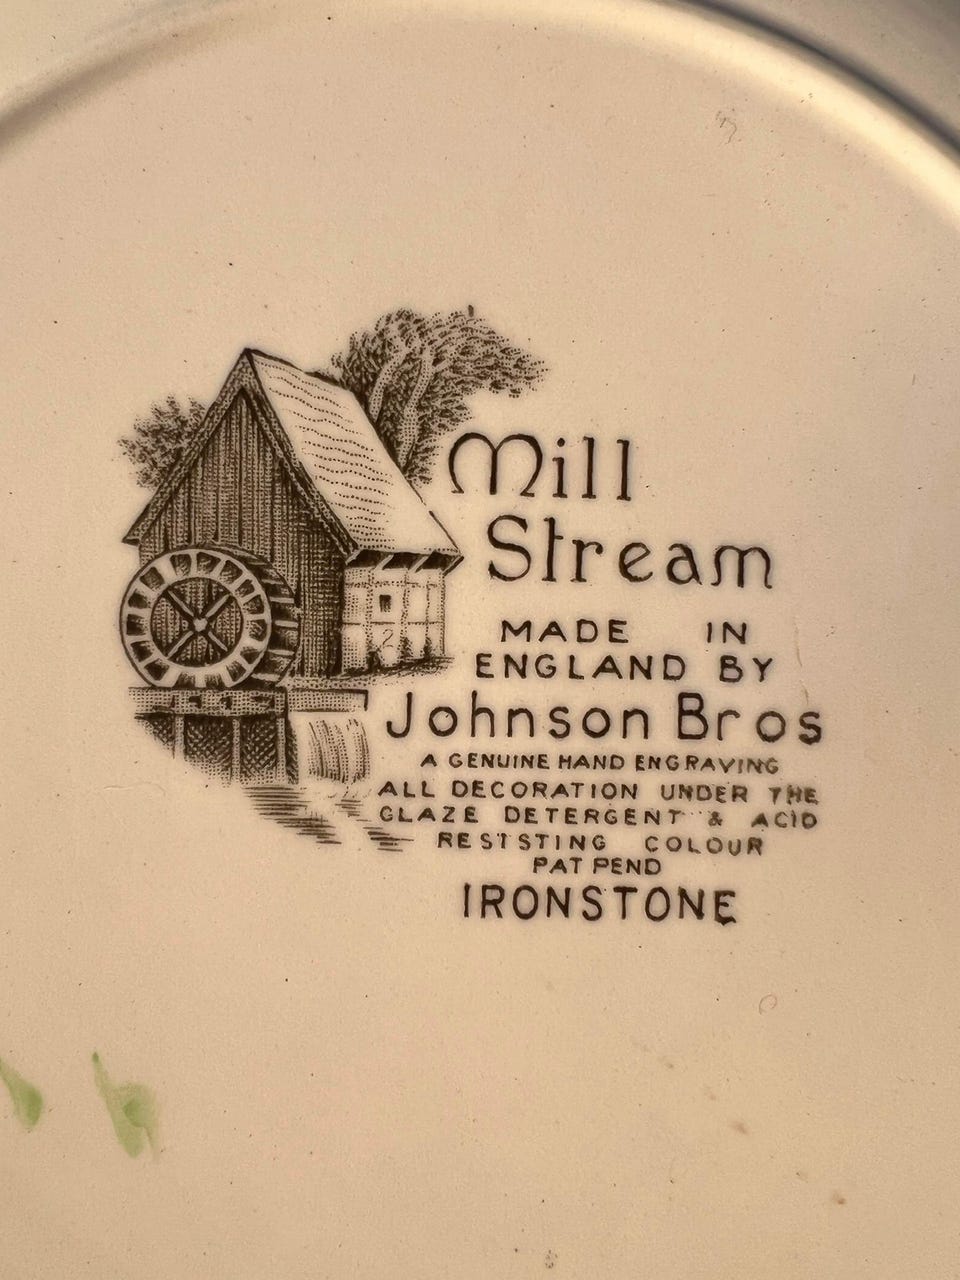 Mill
Stream
MADE IN
ENGLAND BY
Johnson Bros
A GENUINE HAND ENGRAVING
ALL DECORATION UNDER THE
GLAZE DETERGENT & ACID
RESISTING COLOUR
PAT PEND
IRONSTONE